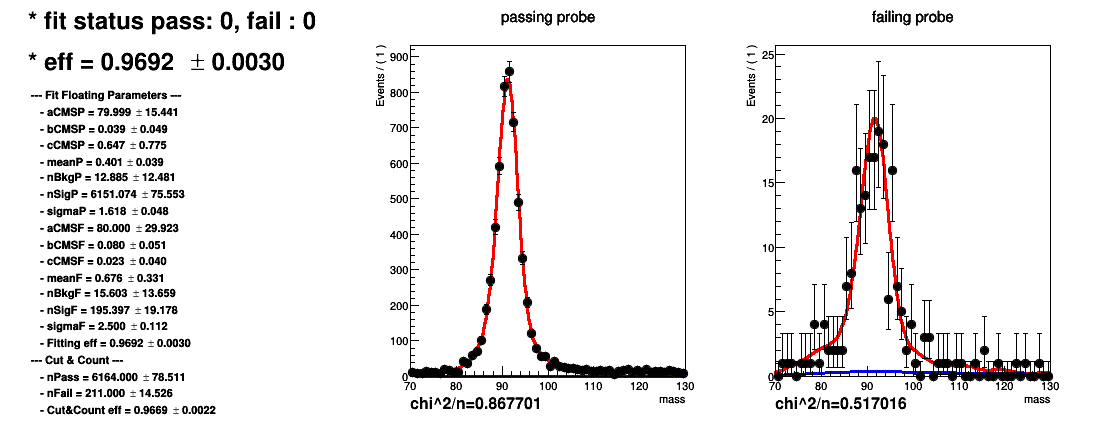 * fit status pass: 0, fail : 0
* eff = 0.9692 ± 0.0030
--- Fit Floating Parameters ---
- aCMSP = 79.999 ± 15.441
- bCMSP = 0.039 ± 0.049
- cCMSP = 0.647 ± 0.775
- meanP = 0.401 ± 0.039
- nBkgP = 12.885 ± 12.481
- nSigP = 6151.074 ± 75.553
- sigmaP = 1.618 ± 0.048
- aCMSF = 80.000 ± 29.923
- bCMSF = 0.080 ± 0.051
- cCMSF = 0.023 ± 0.040
- meanF = 0.676 ± 0.331
- nBkgF = 15.603 ± 13.659
- nSigF = 195.397 ± 19.178
- sigmaF = 2.500 ± 0.112
- Fitting eff = 0.9692 ± 0.0030
--- Cut & Count ---
- nPass = 6164.000 ± 78.511
- nFail = 211.000 ± 14.526
- Cut&Count eff = 0.9669 ± 0.0022
passing probe
Events / ( 1 )
900
800
700
600
500
400
300
200
100
0
70 80 90 100 110 120 130
mass
chi^2/n=0.867701
failing probe
Events / ( 1 )
25
20
15
10
5
0
70 80 90 100 110 120 130
mass
chi^2/n=0.517016